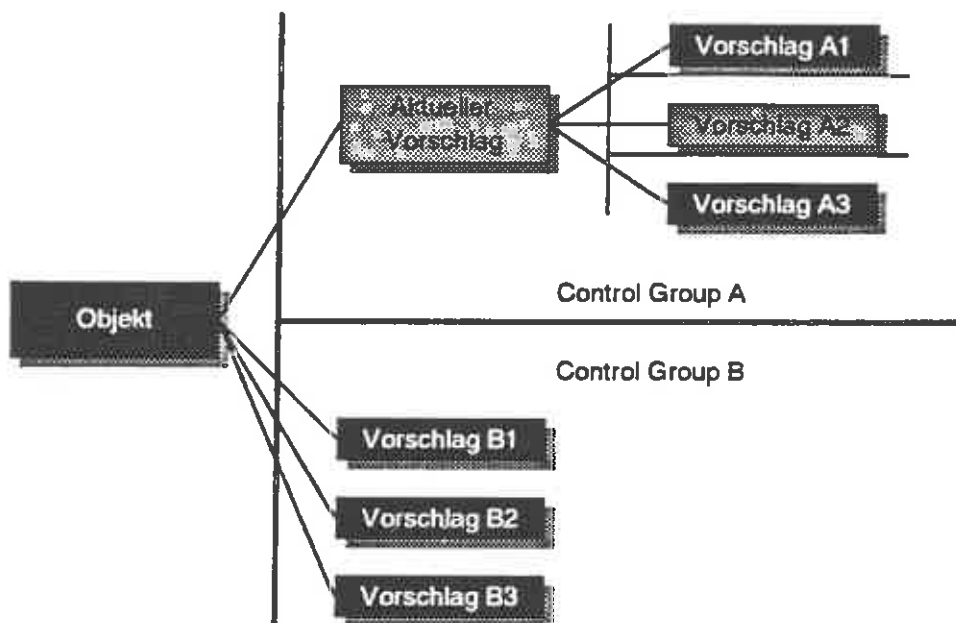 Vorschlag A1
Aktueller
Vorschlag
Vorschlag A2
Vorschlag A3
Objekt
Control Group A
Control Group B
Vorschlag B1
Vorschlag B2
Vorschlag B3